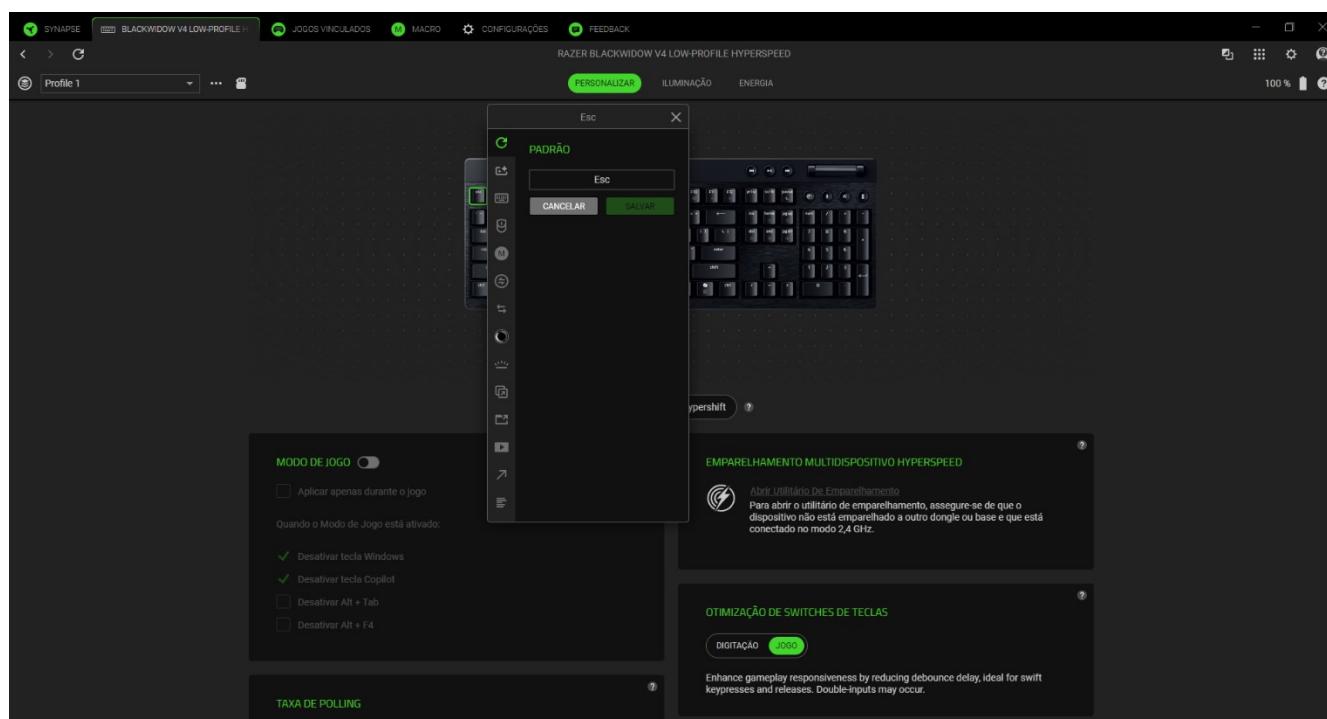 SYNAPSE
BLACKWIDOW V4 LOW-PROFILE H
JOGOS VINCULADOS
MACRO
CONFIGURAÇÕES
FEEDBACK
RAZER BLACKWIDOW V4 LOW-PROFILE HYPERSPEED
Profile 1
PERSONALIZAR
ILUMINAÇÃO
ENERGIA
100 %
Esc
PADRÃO
Esc
CANCELAR
SALVAR
ypershift
MODO DE JOGO
Aplicar apenas durante o jogo
Quando o Modo de Jogo está ativado:
Desativar tecla Windows
Desativar tecla Copilot
Desativar Alt + Tab
Desativar Alt + F4
TAXA DE POLLING
EMPARELHAMENTO MULTIDISPOSITIVO HYPERSPEED
Abrir Utilitário De Emparelhamento
Para abrir o utilitário de emparelhamento, assegure-se de que o
dispositivo não está emparelhado a outro dongle ou base e que está
conectado no modo 2,4 GHz.
OTIMIZAÇÃO DE SWITCHES DE TECLAS
DIGITAÇÃO
JOGO
Enhance gameplay responsiveness by reducing debounce delay, ideal for swift
keypresses and releases. Double-inputs may occur.